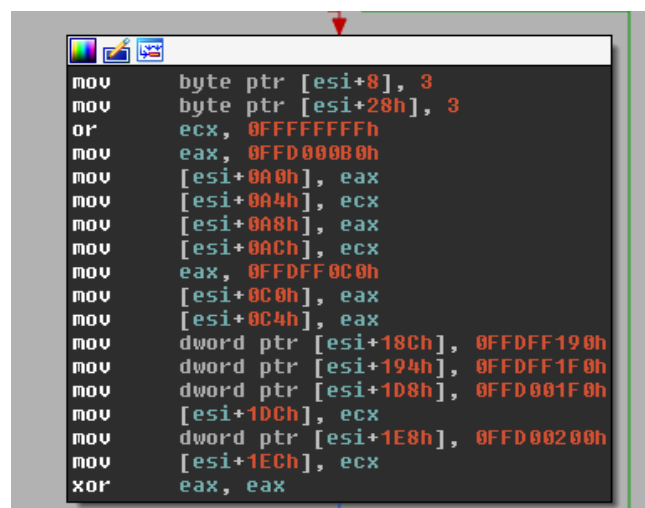 mov byte ptr [esi+8], 3
mov byte ptr [esi+28h], 3
or ecx, 0FFFFFFFFh
mov eax, 0FFD000B0h
mov [esi+0A0h], eax
mov [esi+0A4h], ecx
mov [esi+0A8h], eax
mov [esi+0ACh], ecx
mov eax, 0FFDFF0C0h
mov [esi+0C0h], eax
mov [esi+0C4h], eax
mov dword ptr [esi+18Ch], 0FFDFF190h
mov dword ptr [esi+194h], 0FFDFF1F0h
mov dword ptr [esi+1D8h], 0FFD001F0h
mov [esi+1DCh], ecx
mov dword ptr [esi+1E8h], 0FFD00200h
mov [esi+1ECh], ecx
xor eax, eax